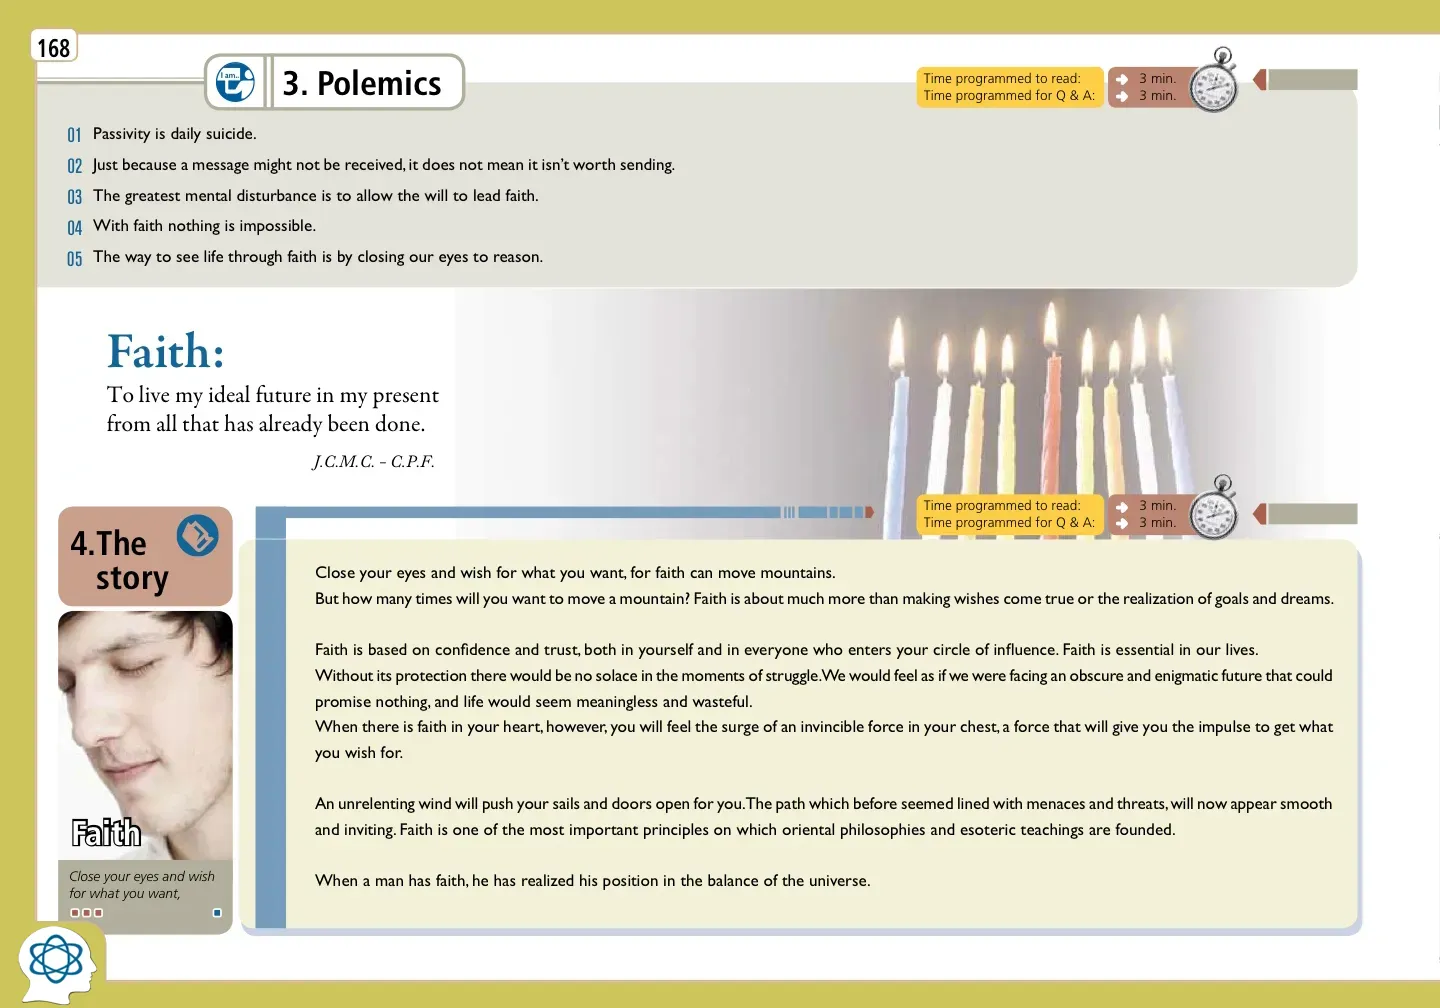 168
I am...
3. Polemics
Time programmed to read: 3 min.
Time programmed for Q & A: 3 min.
01 Passivity is daily suicide.
02 Just because a message might not be received, it does not mean it isn't worth sending.
03 The greatest mental disturbance is to allow the will to lead faith.
04 With faith nothing is impossible.
05 The way to see life through faith is by closing our eyes to reason.
Faith:
To live my ideal future in my present
from all that has already been done.
J.C.M.C. - C.P.F.
Time programmed to read: 3 min.
Time programmed for Q & A: 3 min.
4.The
story
Faith
Close your eyes and wish
for what you want,
Close your eyes and wish for what you want, for faith can move mountains.
But how many times will you want to move a mountain? Faith is about much more than making wishes come true or the realization of goals and dreams.
Faith is based on confidence and trust, both in yourself and in everyone who enters your circle of influence. Faith is essential in our lives.
Without its protection there would be no solace in the moments of struggle.We would feel as if we were facing an obscure and enigmatic future that could
promise nothing, and life would seem meaningless and wasteful.
When there is faith in your heart, however, you will feel the surge of an invincible force in your chest, a force that will give you the impulse to get what
you wish for.
An unrelenting wind will push your sails and doors open for you.The path which before seemed lined with menaces and threats, will now appear smooth
and inviting. Faith is one of the most important principles on which oriental philosophies and esoteric teachings are founded.
When a man has faith, he has realized his position in the balance of the universe.